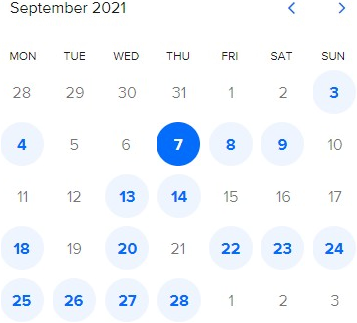 September 2021
MON TUE WED THU FRI SAT SUN
28 29 30 31 1 2 3
4 5 6 7 8 9 10
11 12 13 14 15 16 17
18 19 20 21 22 23 24
25 26 27 28 1 2 3